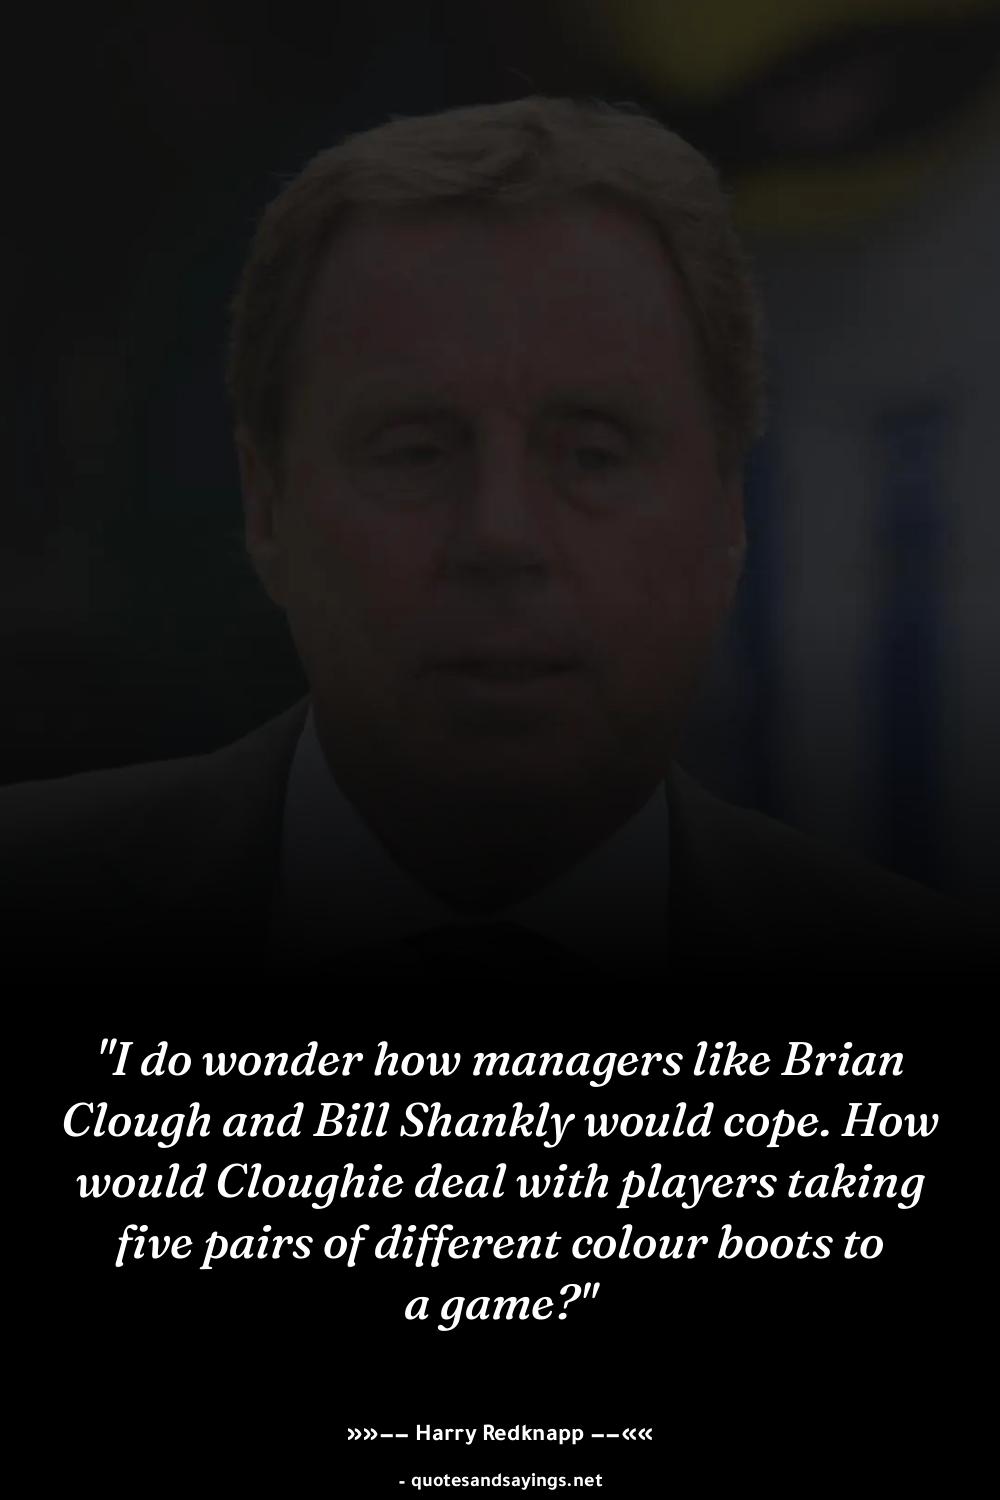 "I do wonder how managers like Brian
Clough and Bill Shankly would cope. How
would Cloughie deal with players taking
five pairs of different colour boots to
a game?"
»»−− Harry Redknapp −−««
- quotesandsayings.net